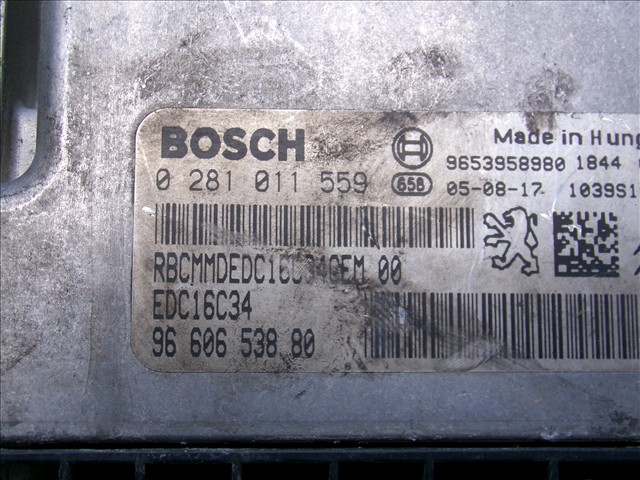 BOSCH
Made in Hung
9653958980 1844
0 281 011 559
658
05-08-17 1039S1
00
EDC16C34
96 606 538 80